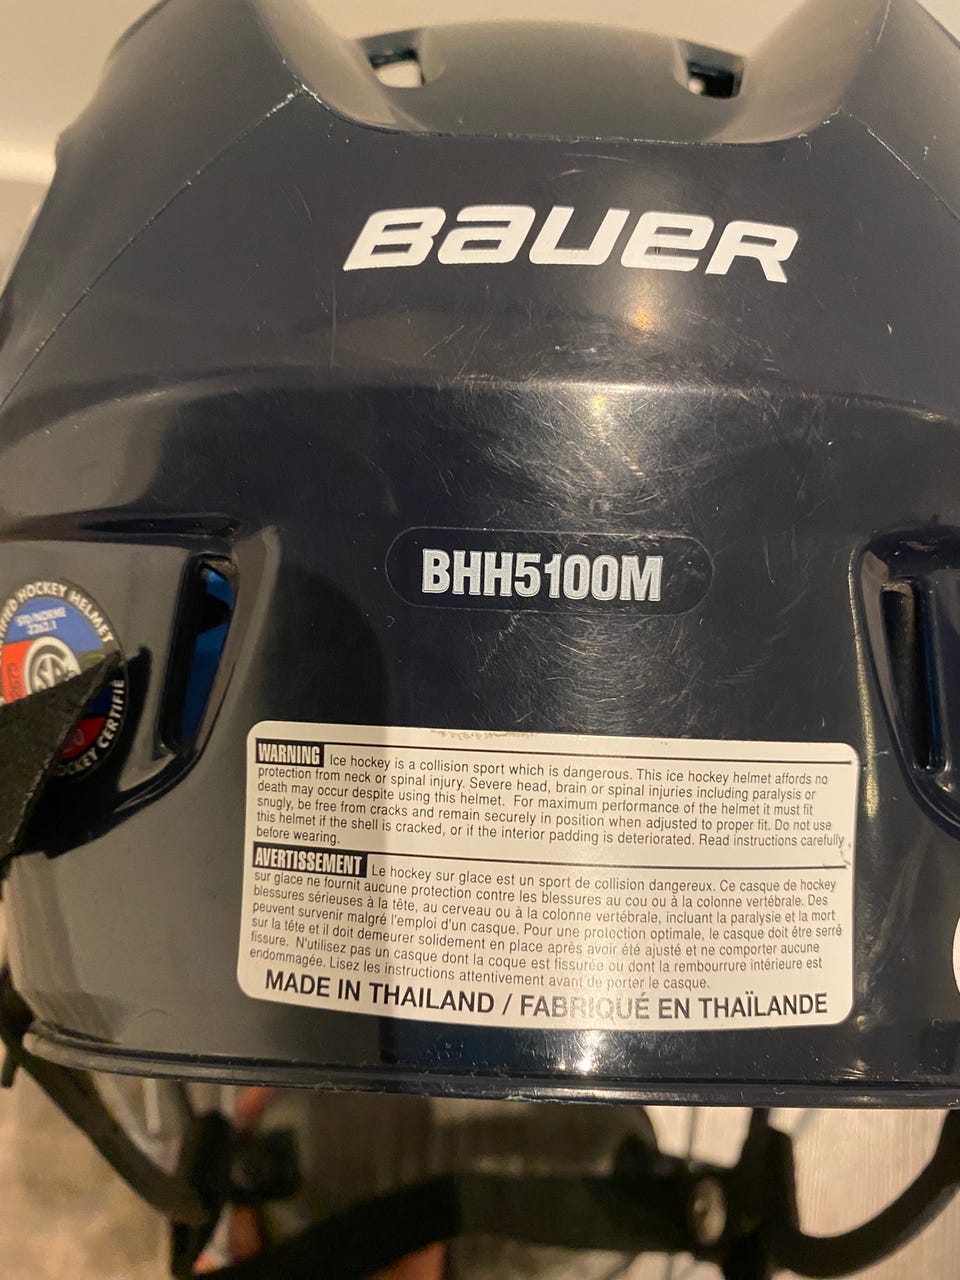 BAUER
BHH5100M
HOCKEY HELMET
STD/NORME
Z262.1
HOCKEY CERTIFIÉ
WARNING Ice hockey is a collision sport which is dangerous. This ice hockey helmet affords no
protection from neck or spinal injury. Severe head, brain or spinal injuries including paralysis or
death may occur despite using this helmet. For maximum performance of the helmet it must fit
snugly, be free from cracks and remain securely in position when adjusted to proper fit. Do not use
this helmet if the shell is cracked, or if the interior padding is deteriorated. Read instructions carefully
before wearing.
AVERTISSEMENT Le hockey sur glace est un sport de collision dangereux. Ce casque de hockey
sur glace ne fournit aucune protection contre les blessures au cou ou à la colonne vertébrale. Des
blessures sérieuses à la tête, au cerveau ou à la colonne vertébrale, incluant la paralysie et la mort
peuvent survenir malgré l'emploi d'un casque. Pour une protection optimale, le casque doit être serré
sur la tête et il doit demeurer solidement en place après avoir été ajusté et ne comporter aucune
fissure. N'utilisez pas un casque dont la coque est fissurée ou dont la rembourrure intérieure est
endommagée. Lisez les instructions attentivement avant de porter le casque.
MADE IN THAILAND / FABRIQUÉ EN THAÏLANDE